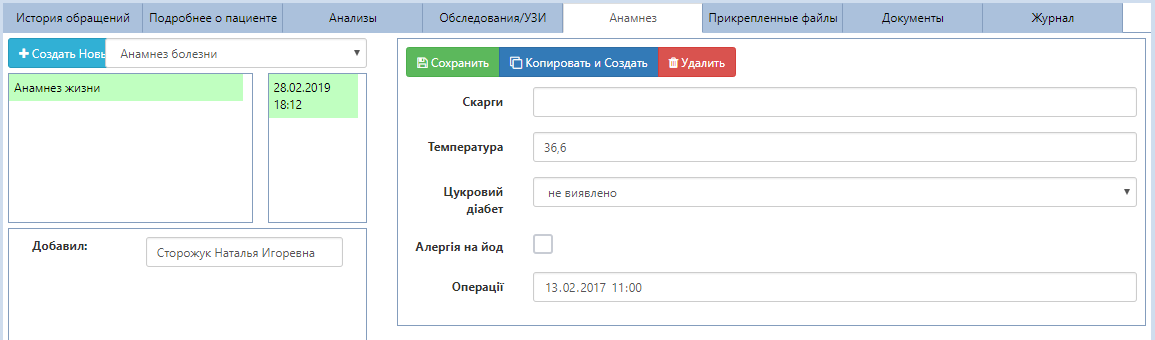 История обращений
Подробнее о пациенте
Анализы
Обследования/УЗИ
Анамнез
Прикрепленные файлы
Документы
Журнал
Создать Новы
Анамнез болезни
Анамнез жизни
28.02.2019
18:12
Добавил:
Сторожук Наталья Игоревна
Сохранить
Копировать и Создать
Удалить
Скарги
Температура
36,6
Цукровий
діабет
не виявлено
Алергія на йод
Операції
13.02.2017 11:00